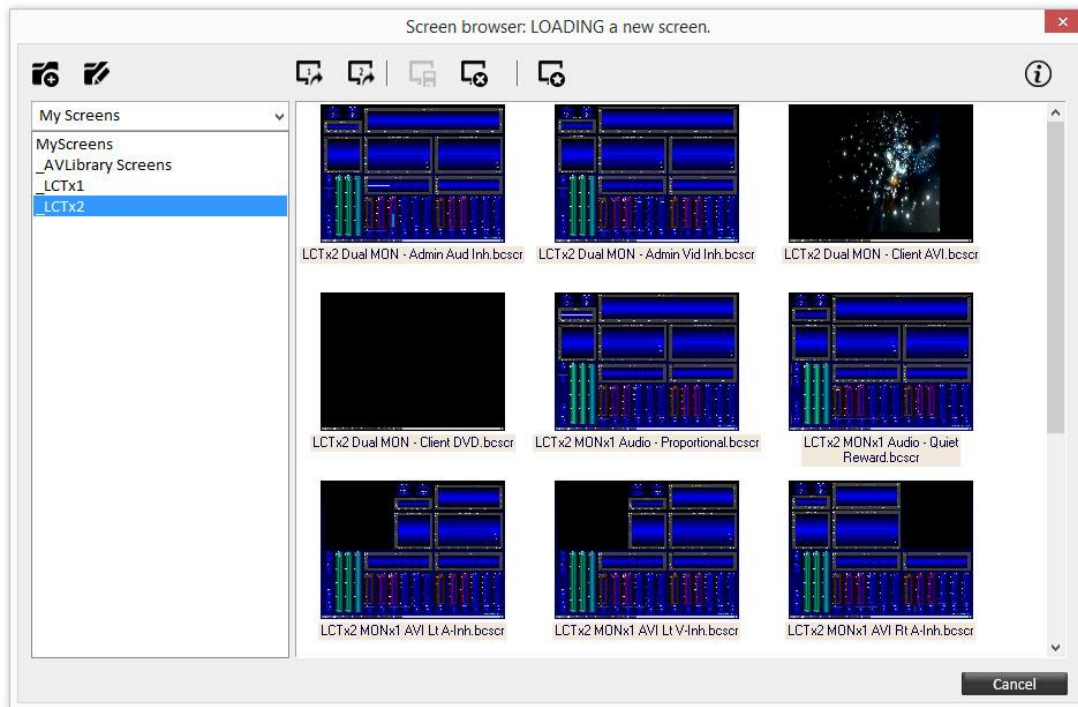 Screen browser: LOADING a new screen.
My Screens
MyScreens
_AVLibrary Screens
_LCTx1
_LCTx2
LCTx2 Dual MON - Admin Aud Inh.bcscr
LCTx2 Dual MON - Admin Vid Inh.bcscr
LCTx2 Dual MON - Client AVI.bcscr
LCTx2 Dual MON - Client DVD.bcscr
LCTx2 MONx1 Audio - Proportional.bcscr
LCTx2 MONx1 Audio - Quiet
Reward.bcscr
LCTx2 MONx1 AVI Lt A-Inh.bcscr
LCTx2 MONx1 AVI Lt V-Inh.bcscr
LCTx2 MONx1 AVI Rt A-Inh.bcscr
Cancel